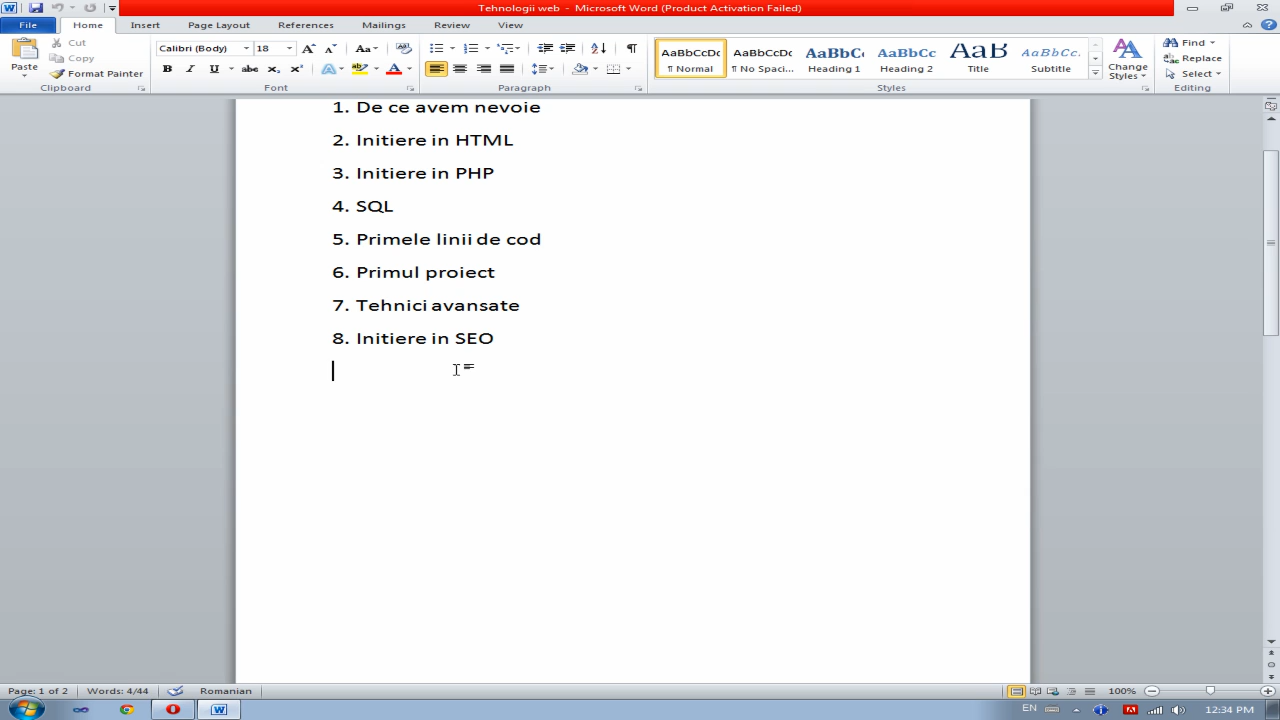 Tehnologii web - Microsoft Word (Product Activation Failed)
File Home Insert Page Layout References Mailings Review View
Paste
Cut
Copy
Format Painter
Clipboard
Calibri (Body) 18
Font
Paragraph
AaBbCcDc AaBbCcDc AaBbC AaBbCc AaB AaBbCc.
¶ Normal ¶ No Spaci... Heading 1 Heading 2 Title Subtitle
Change Styles
Styles
Find
Replace
Select
Editing
1. De ce avem nevoie
2. Initiere in HTML
3. Initiere in PHP
4. SQL
5. Primele linii de cod
6. Primul proiect
7. Tehnici avansate
8. Initiere in SEO
Page: 1 of 2 Words: 4/44 Romanian 100%
EN 12:34 PM